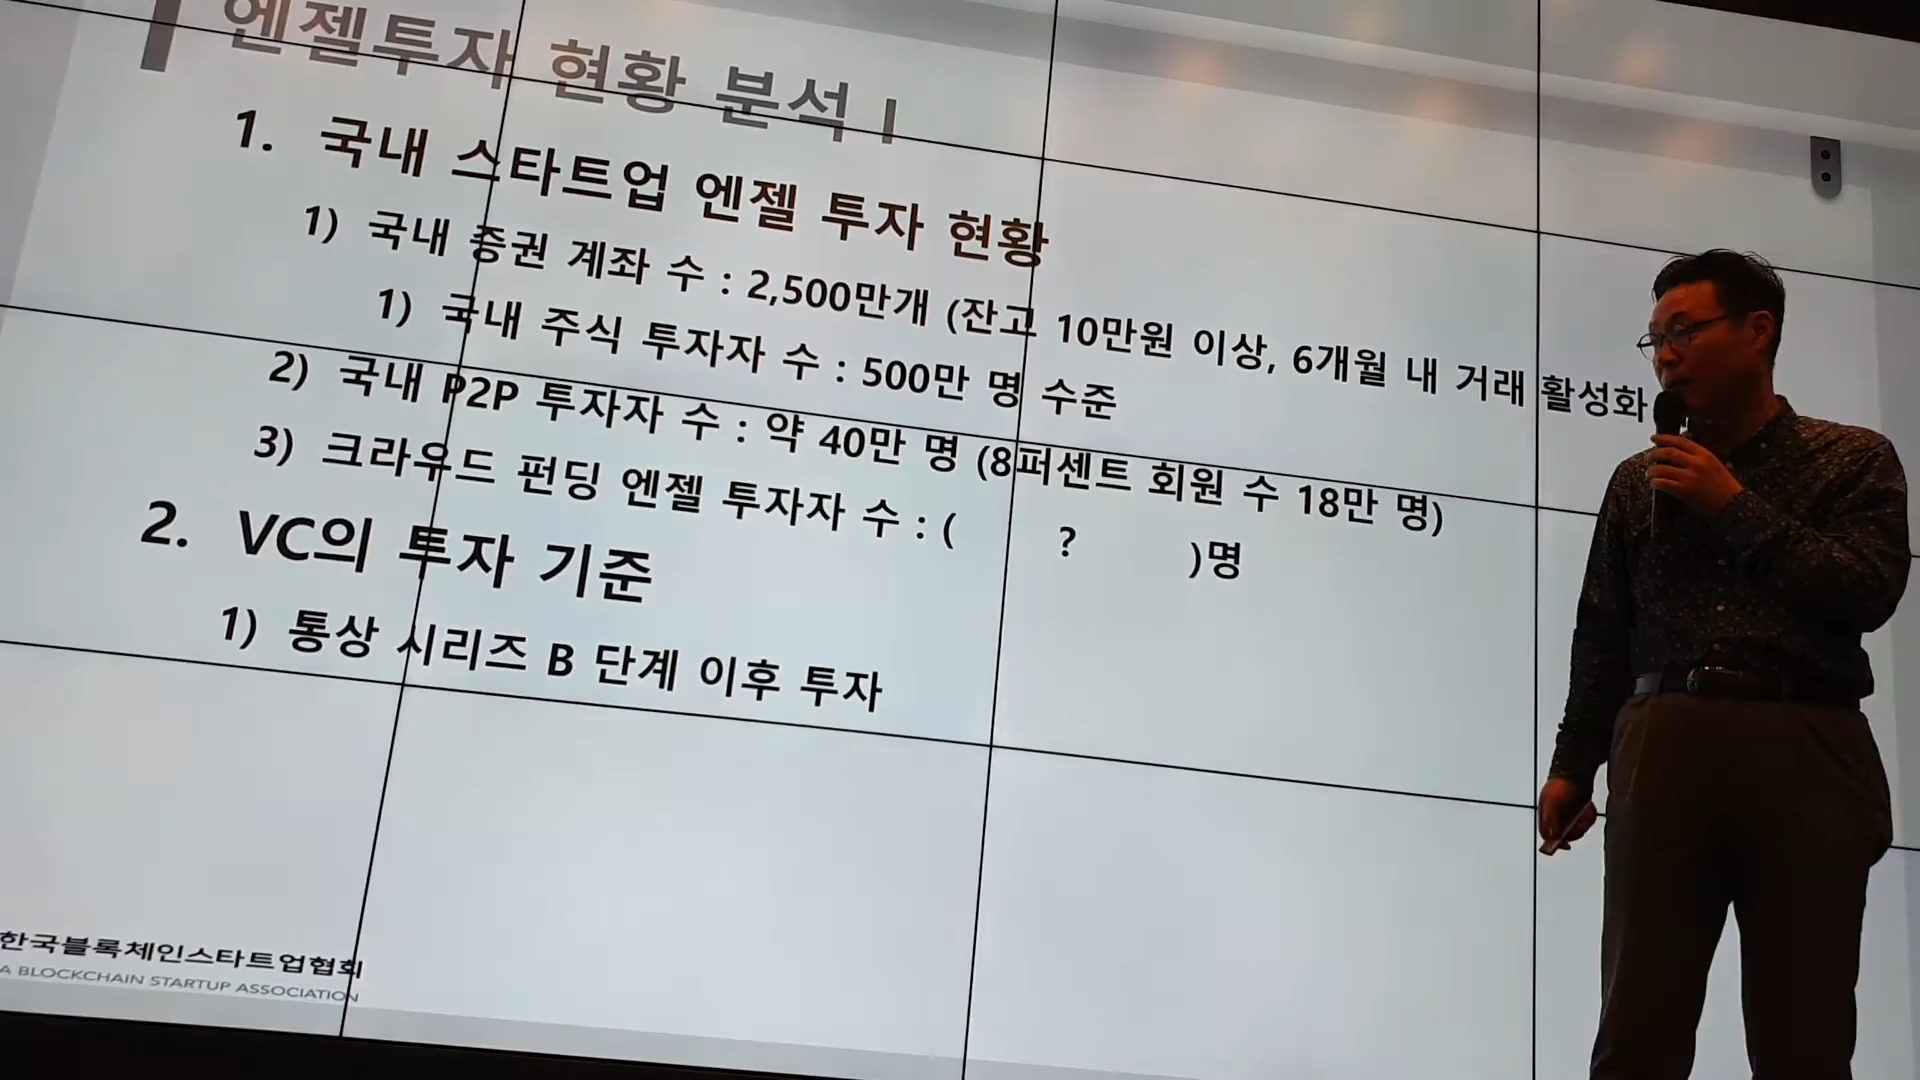 엔젤투자 현황 분석 I
1. 국내 스타트업 엔젤 투자 현황
1) 국내 증권 계좌 수 : 2,500만개 (잔고 10만원 이상, 6개월 내 거래 활성화
1) 국내 주식 투자자 수 : 500만 명 수준
2) 국내 P2P 투자자 수 : 약 40만 명 (8퍼센트 회원 수 18만 명)
3) 크라우드 펀딩 엔젤 투자자 수 : ( ? )명
2. VC의 투자 기준
1) 통상 시리즈 B 단계 이후 투자
한국블록체인스타트업협회
A BLOCKCHAIN STARTUP ASSOCIATION